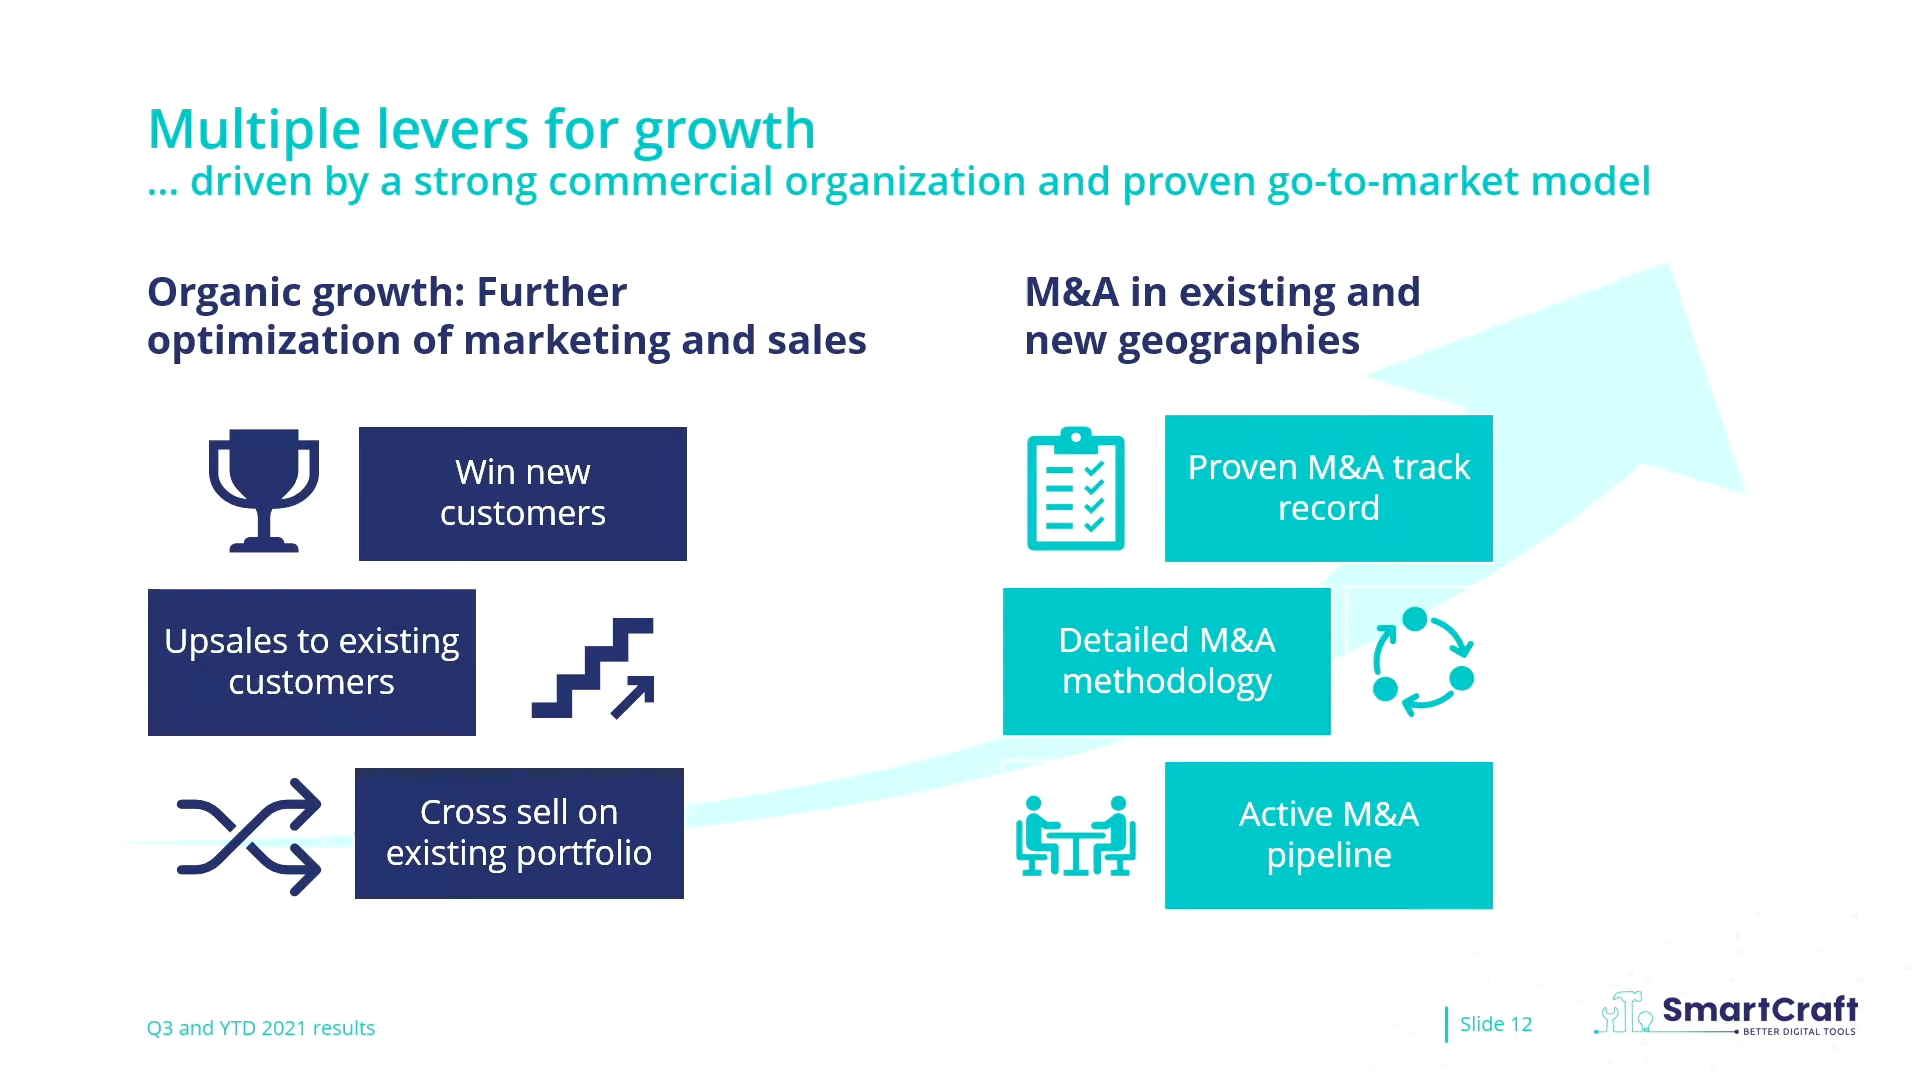 Multiple levers for growth
... driven by a strong commercial organization and proven go-to-market model
Organic growth: Further
optimization of marketing and sales
Win new
customers
Upsales to existing
customers
Cross sell on
existing portfolio
M&A in existing and
new geographies
Proven M&A track
record
Detailed M&A
methodology
Active M&A
pipeline
Q3 and YTD 2021 results
Slide 12
SmartCraft
BETTER DIGITAL TOOLS